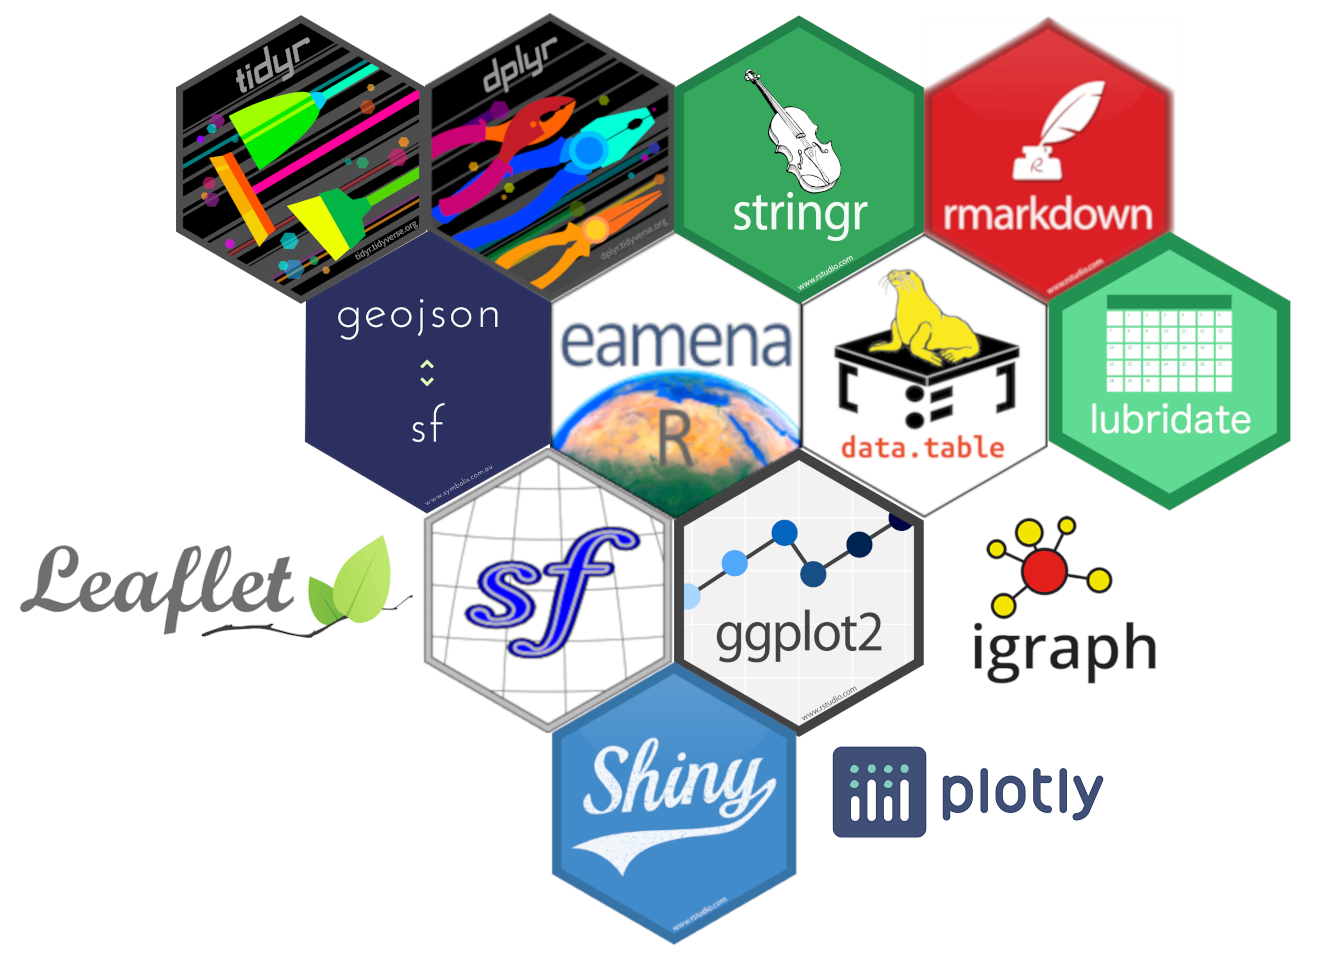 tidyr
tidyr.tidyverse.org
dplyr
dplyr.tidyverse.org
stringr
www.rstudio.com
R
rmarkdown
www.rstudio.com
geojson
sf
www.symbolix.com.au
eamena
R
data.table
lubridate
Leaflet
sf
ggplot2
www.rstudio.com
igraph
Shiny
www.rstudio.com
plotly